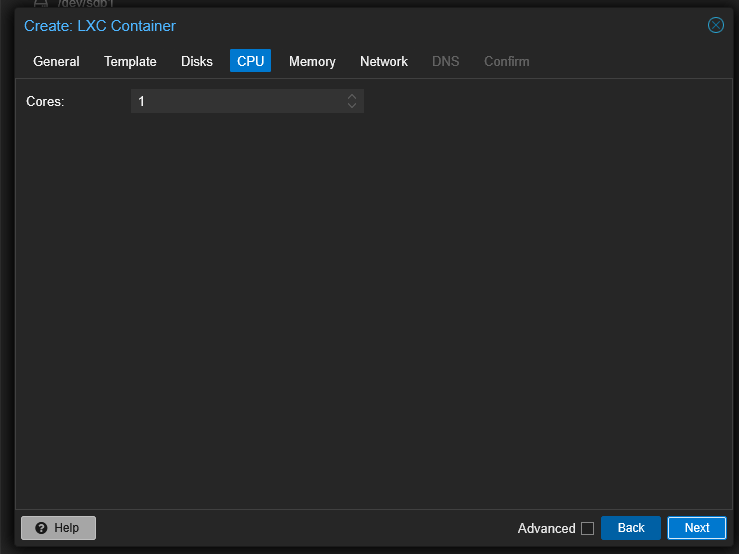 /dev/sdb1
Create: LXC Container
General Template Disks CPU Memory Network DNS Confirm
Cores: 1
Help Advanced Back Next